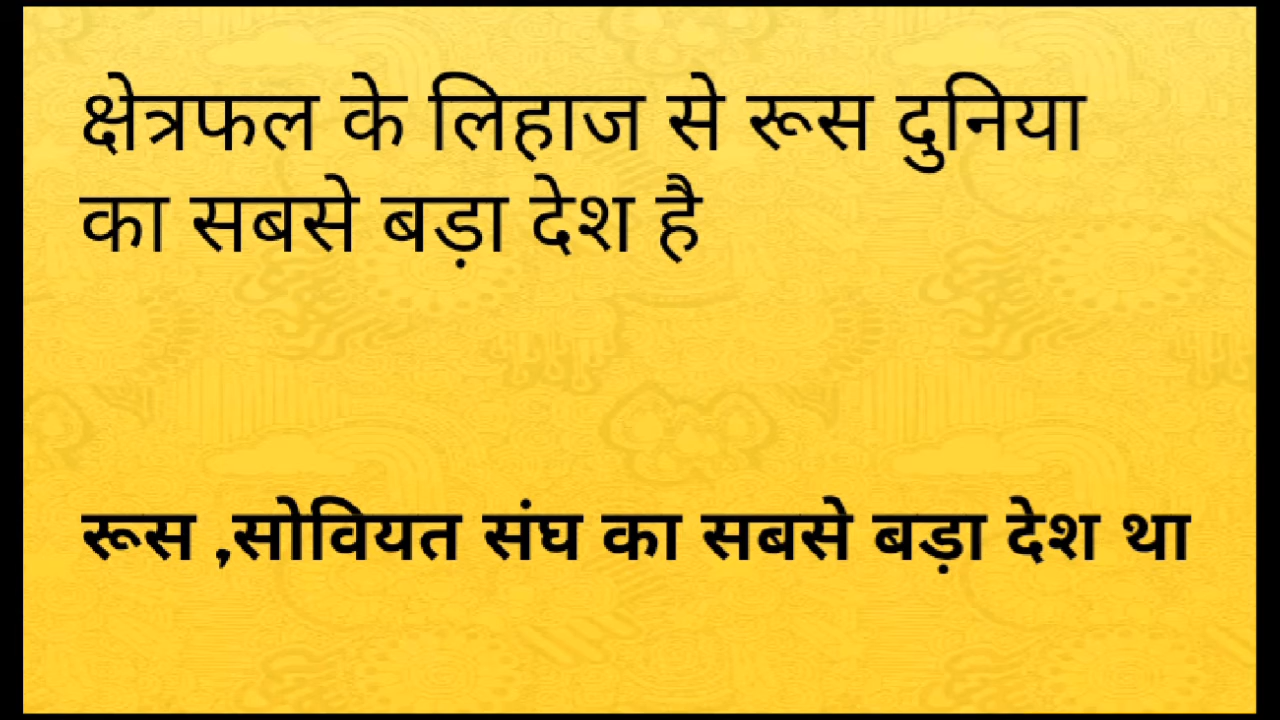 क्षेत्रफल के लिहाज से रूस दुनिया
का सबसे बड़ा देश है
रूस ,सोवियत संघ का सबसे बड़ा देश था